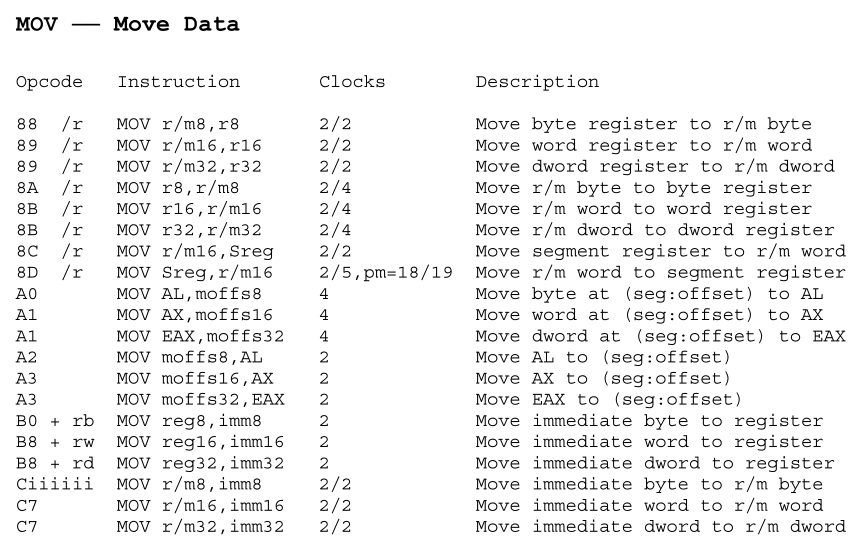 MOV — Move Data
Opcode Instruction Clocks Description
88 /r MOV r/m8,r8 2/2 Move byte register to r/m byte
89 /r MOV r/m16,r16 2/2 Move word register to r/m word
89 /r MOV r/m32,r32 2/2 Move dword register to r/m dword
8A /r MOV r8,r/m8 2/4 Move r/m byte to byte register
8B /r MOV r16,r/m16 2/4 Move r/m word to word register
8B /r MOV r32,r/m32 2/4 Move r/m dword to dword register
8C /r MOV r/m16,Sreg 2/2 Move segment register to r/m word
8D /r MOV Sreg,r/m16 2/5,pm=18/19 Move r/m word to segment register
A0 MOV AL,moffs8 4 Move byte at (seg:offset) to AL
A1 MOV AX,moffs16 4 Move word at (seg:offset) to AX
A1 MOV EAX,moffs32 4 Move dword at (seg:offset) to EAX
A2 MOV moffs8,AL 2 Move AL to (seg:offset)
A3 MOV moffs16,AX 2 Move AX to (seg:offset)
A3 MOV moffs32,EAX 2 Move EAX to (seg:offset)
B0 + rb MOV reg8,imm8 2 Move immediate byte to register
B8 + rw MOV reg16,imm16 2 Move immediate word to register
B8 + rd MOV reg32,imm32 2 Move immediate dword to register
Ciiiiii MOV r/m8,imm8 2/2 Move immediate byte to r/m byte
C7 MOV r/m16,imm16 2/2 Move immediate word to r/m word
C7 MOV r/m32,imm32 2/2 Move immediate dword to r/m dword